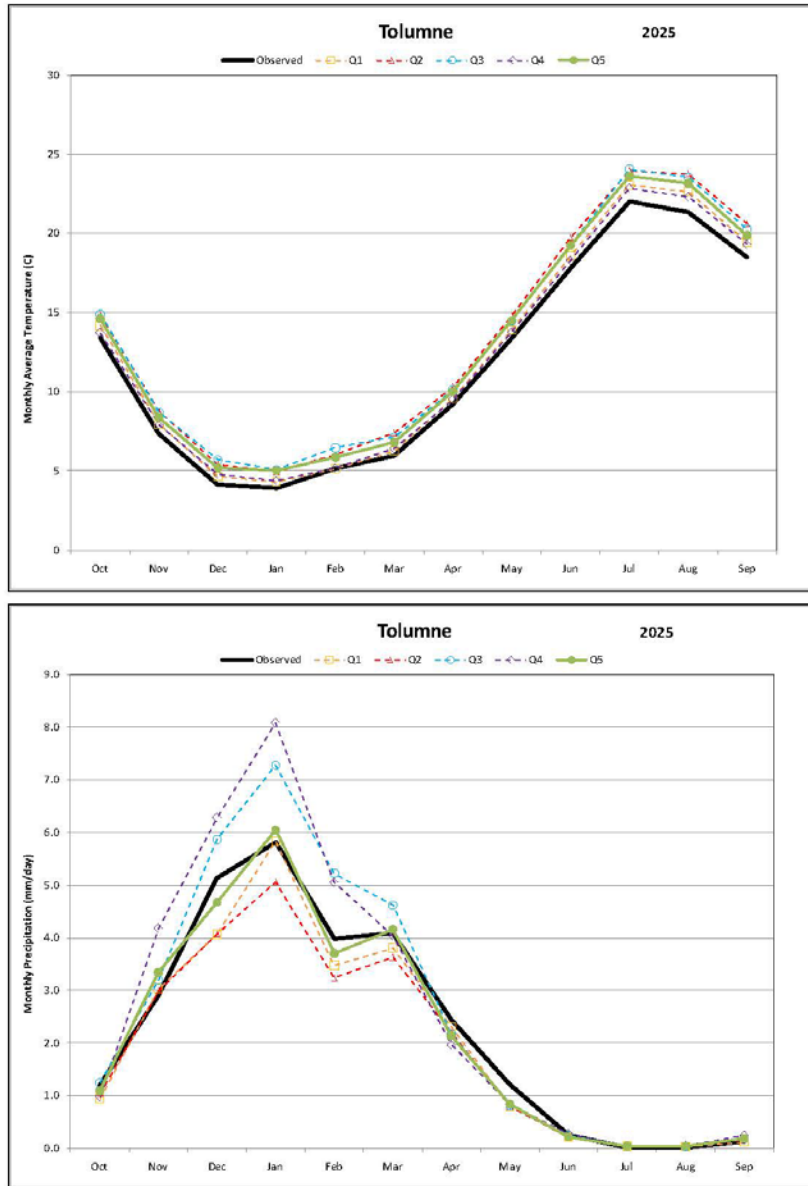 Tolumne 2025
Observed Q1 Q2 Q3 Q4 Q5
30
25
20
15
10
5
0
Monthly Average Temperature (C)
Oct Nov Dec Jan Feb Mar Apr May Jun Jul Aug Sep
Tolumne 2025
Observed Q1 Q2 Q3 Q4 Q5
9.0
8.0
7.0
6.0
5.0
4.0
3.0
2.0
1.0
0.0
Monthly Precipitation (mm/day)
Oct Nov Dec Jan Feb Mar Apr May Jun Jul Aug Sep